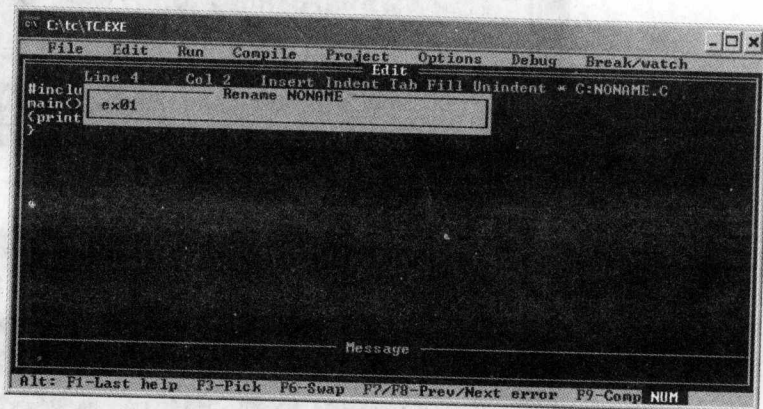 C:\tc\TC.EXE
File Edit Run Compile Project Options Debug Break/watch
Edit
Line 4 Col 2 Insert Indent Tab Fill Unindent * C:NONAME.C
#inclu
Rename NONAME
main()
ex01
{print
}
Message
Alt: F1-Last help F3-Pick F6-Swap F7/F8-Prev/Next error F9-Comp NUM